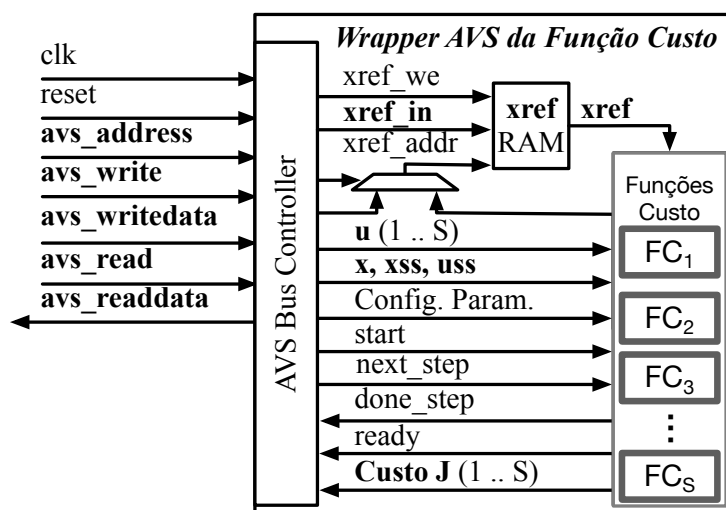 Wrapper AVS da Função Custo
clk
reset
avs_address
avs_write
avs_writedata
avs_read
avs_readdata
AVS Bus Controller
xref_we
xref_in
xref_addr
xref
RAM
xref
u (1 .. S)
x, xss, uss
Config. Param.
start
next_step
done_step
ready
Custo J (1 .. S)
Funções
Custo
FC1
FC2
FC3
⋮
FCS